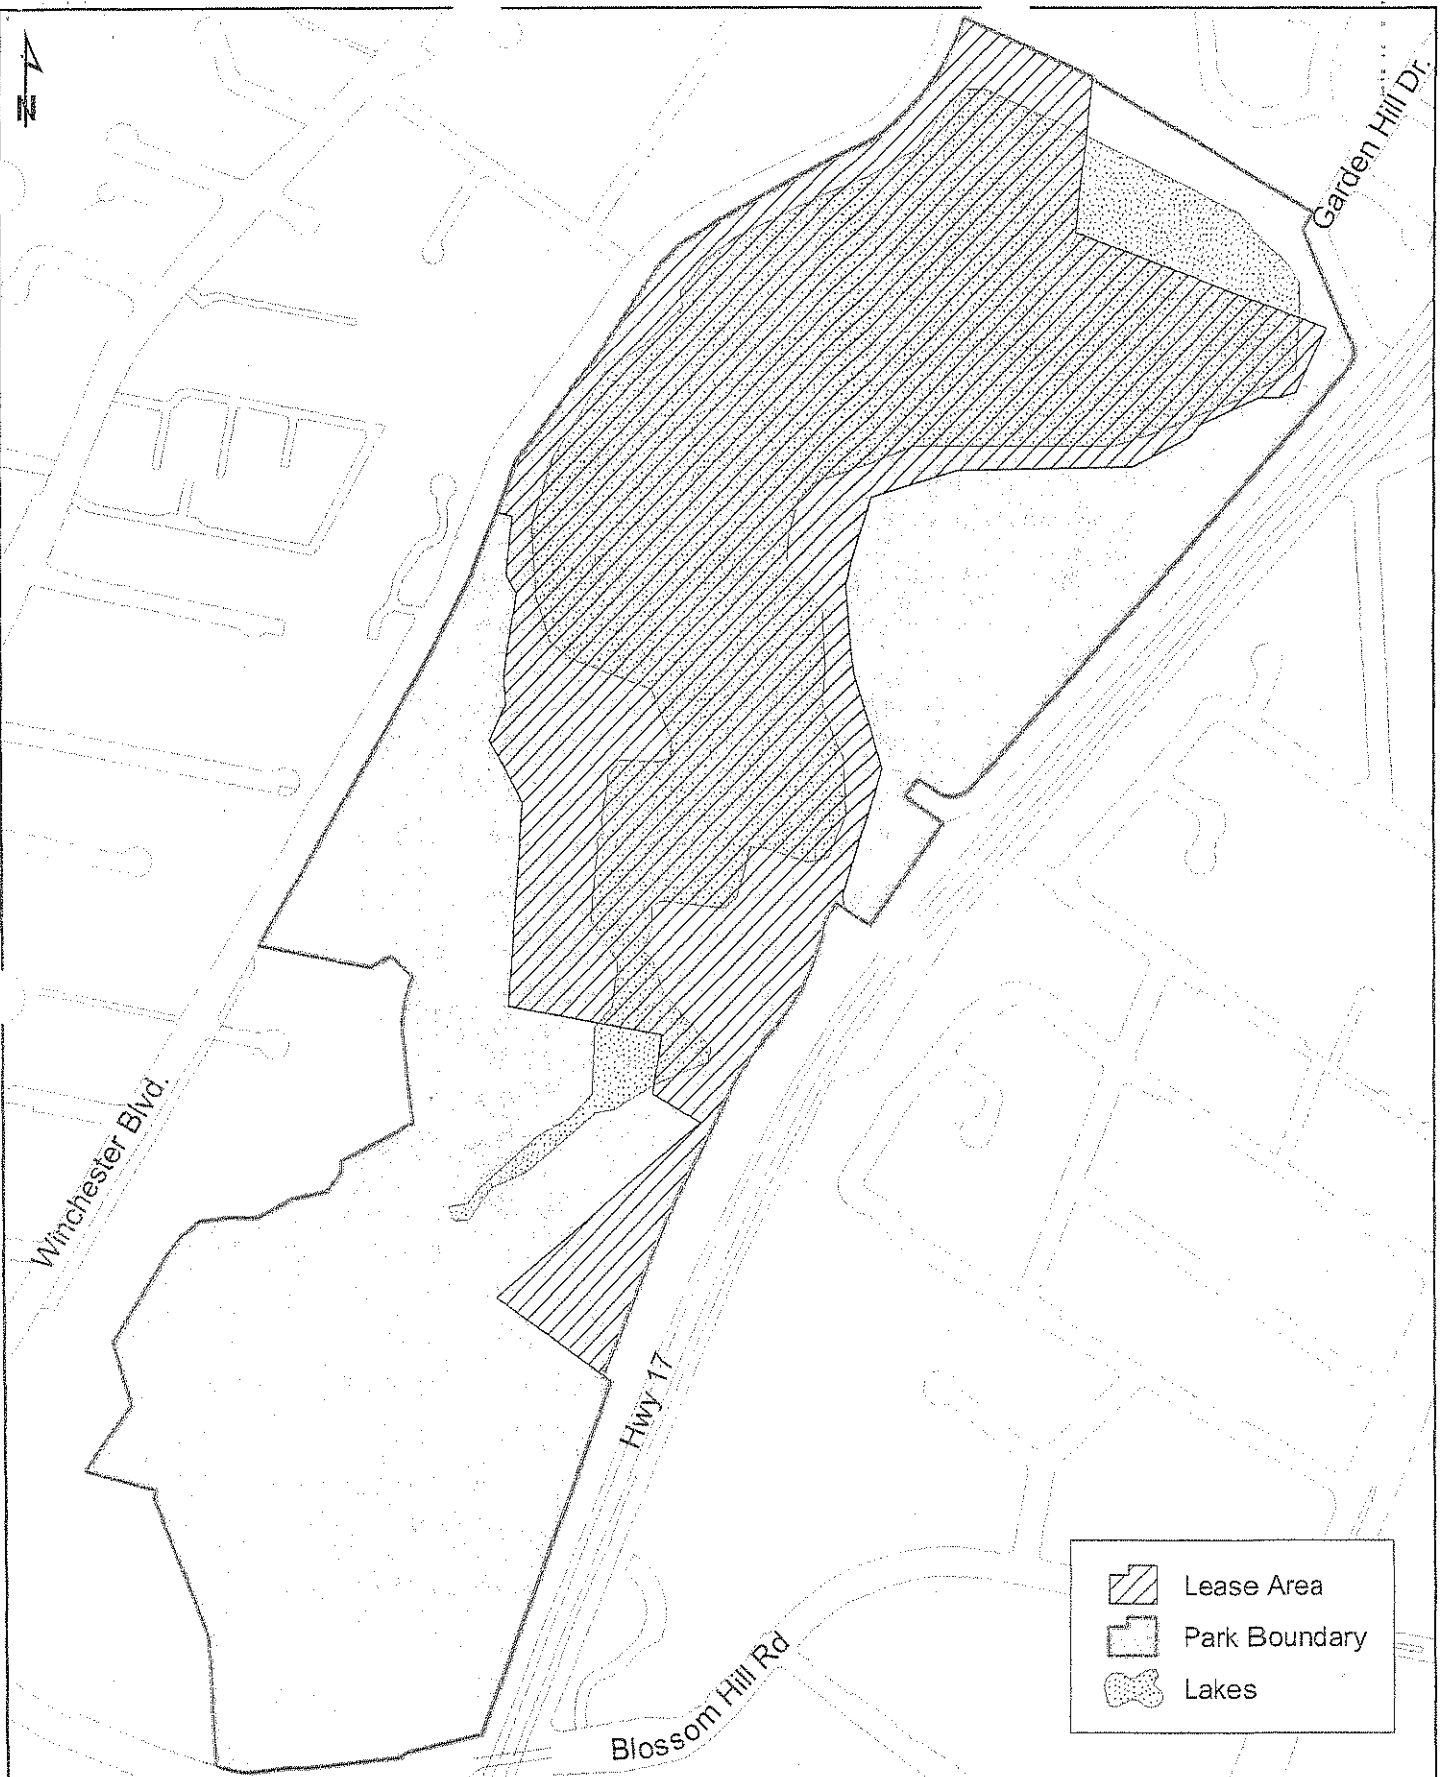 N
Garden Hill Dr.
Winchester Blvd.
Hwy 17
Blossom Hill Rd
Lease Area
Park Boundary
Lakes